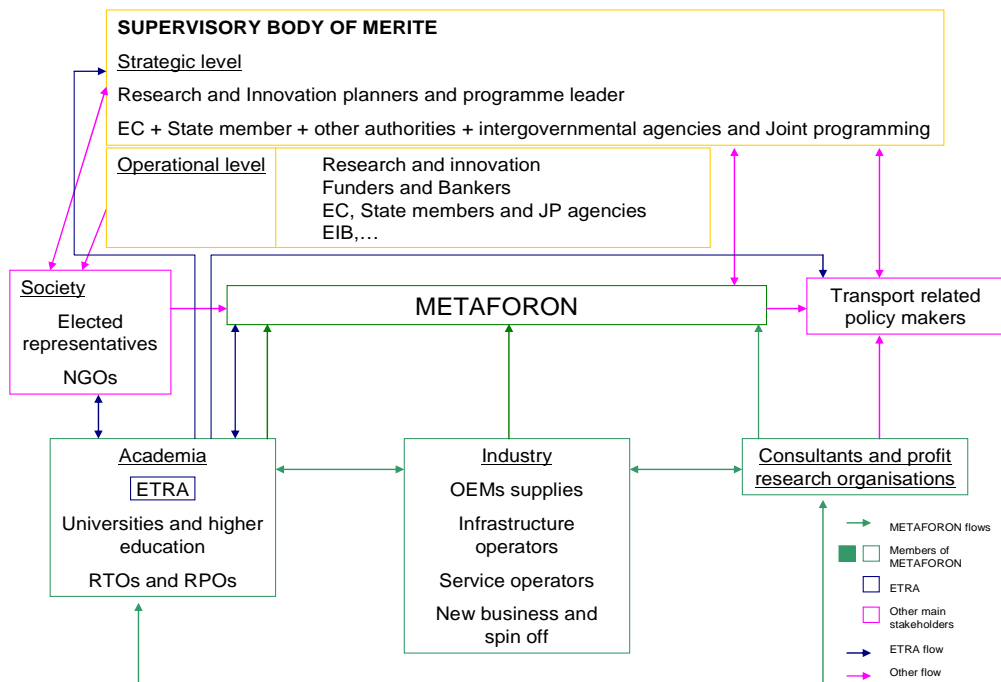 SUPERVISORY BODY OF MERITE
Strategic level
Research and Innovation planners and programme leader
EC + State member + other authorities + intergovernmental agencies and Joint programming
Operational level
Research and innovation
Funders and Bankers
EC, State members and JP agencies
EIB,…
Society
Elected
representatives
NGOs
METAFORON
Transport related
policy makers
Academia
ETRA
Universities and higher
education
RTOs and RPOs
Industry
OEMs supplies
Infrastructure
operators
Service operators
New business and
spin off
Consultants and profit
research organisations
METAFORON flows
Members of
METAFORON
ETRA
Other main
stakeholders
ETRA flow
Other flow